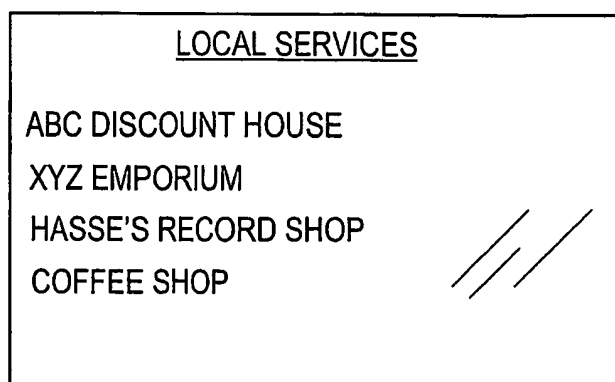 LOCAL SERVICES
ABC DISCOUNT HOUSE
XYZ EMPORIUM
HASSE'S RECORD SHOP
COFFEE SHOP